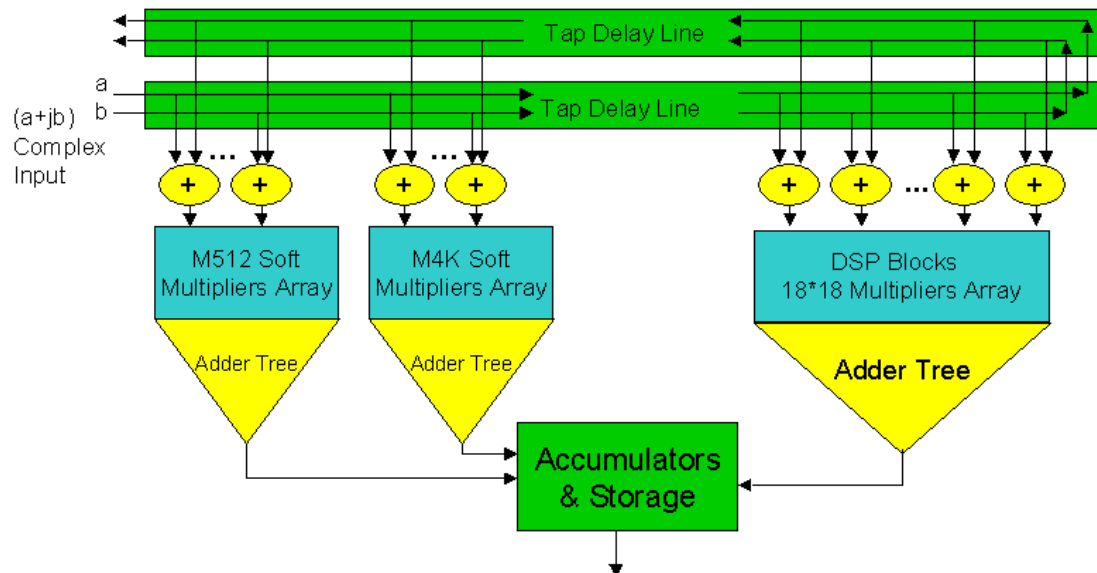 Tap Delay Line
a
Tap Delay Line
b
(a+jb)
Complex
Input
... ... ...
+ + + + + + + +
M512 Soft
Multipliers Array
M4K Soft
Multipliers Array
DSP Blocks
18*18 Multipliers Array
Adder Tree
Adder Tree
Adder Tree
Accumulators
& Storage